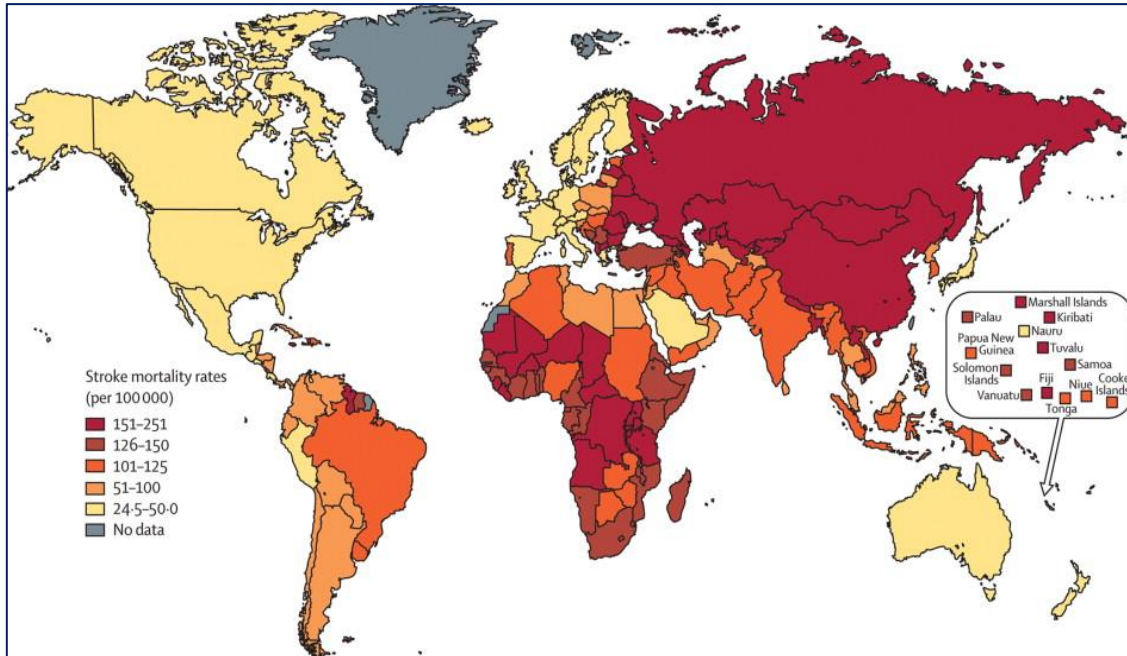 Stroke mortality rates
(per 100 000)
151–251
126–150
101–125
51–100
24·5–50·0
No data
Marshall Islands
Palau
Kiribati
Nauru
Papua New
Guinea
Tuvalu
Solomon
Islands
Samoa
Vanuatu
Fiji
Tonga
Niue
Cooke
Islands